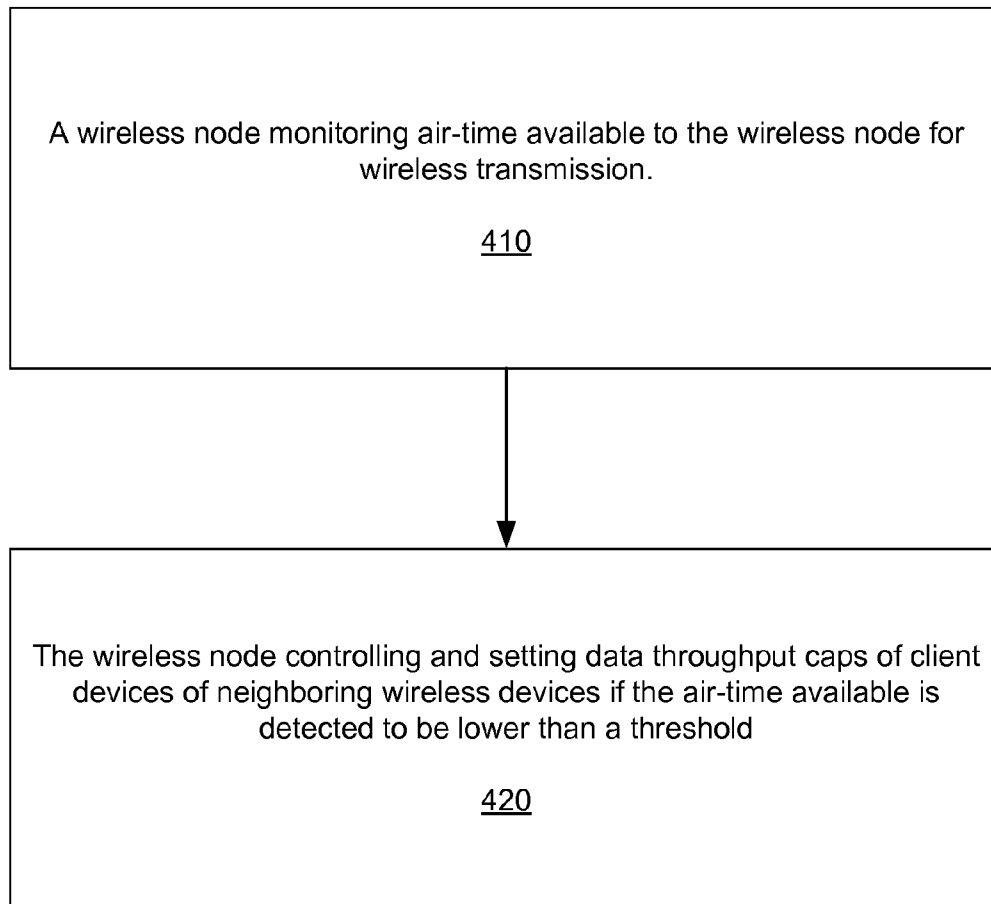 A wireless node monitoring air-time available to the wireless node for
wireless transmission.
410
The wireless node controlling and setting data throughput caps of client
devices of neighboring wireless devices if the air-time available is
detected to be lower than a threshold
420